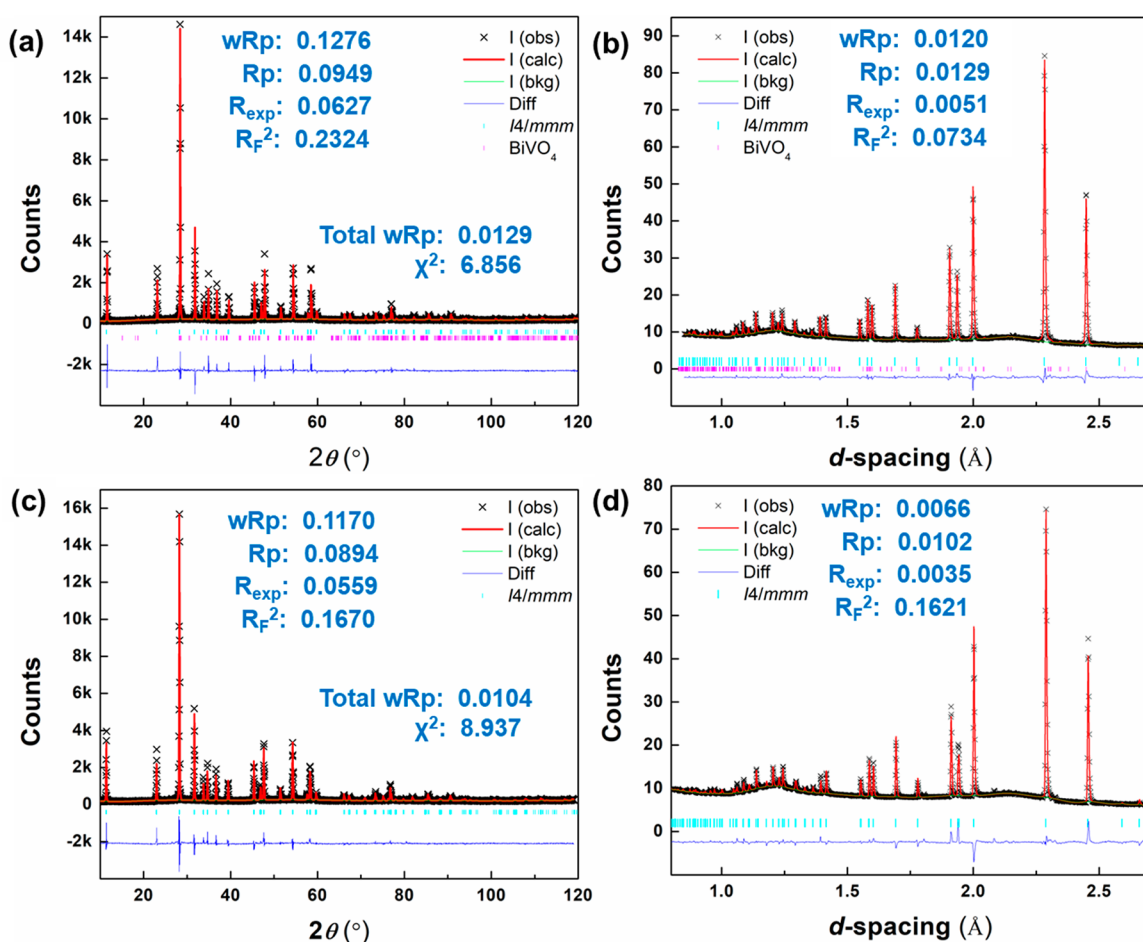 (a)
Counts
14k
12k
10k
8k
6k
4k
2k
0
-2k
wRp: 0.1276
Rp: 0.0949
Rexp: 0.0627
RF²: 0.2324
I (obs)
I (calc)
I (bkg)
Diff
I4/mmm
BiVO₄
Total wRp: 0.0129
χ²: 6.856
20 40 60 80 100 120
2θ (°)
(b)
Counts
90
80
70
60
50
40
30
20
10
0
I (obs)
I (calc)
I (bkg)
Diff
I4/mmm
BiVO₄
wRp: 0.0120
Rp: 0.0129
Rexp: 0.0051
RF²: 0.0734
1.0 1.5 2.0 2.5
d-spacing (Å)
(c)
Counts
16k
14k
12k
10k
8k
6k
4k
2k
0
-2k
wRp: 0.1170
Rp: 0.0894
Rexp: 0.0559
RF²: 0.1670
I (obs)
I (calc)
I (bkg)
Diff
I4/mmm
Total wRp: 0.0104
χ²: 8.937
20 40 60 80 100 120
2θ (°)
(d)
Counts
80
70
60
50
40
30
20
10
0
I (obs)
I (calc)
I (bkg)
Diff
I4/mmm
wRp: 0.0066
Rp: 0.0102
Rexp: 0.0035
RF²: 0.1621
1.0 1.5 2.0 2.5
d-spacing (Å)